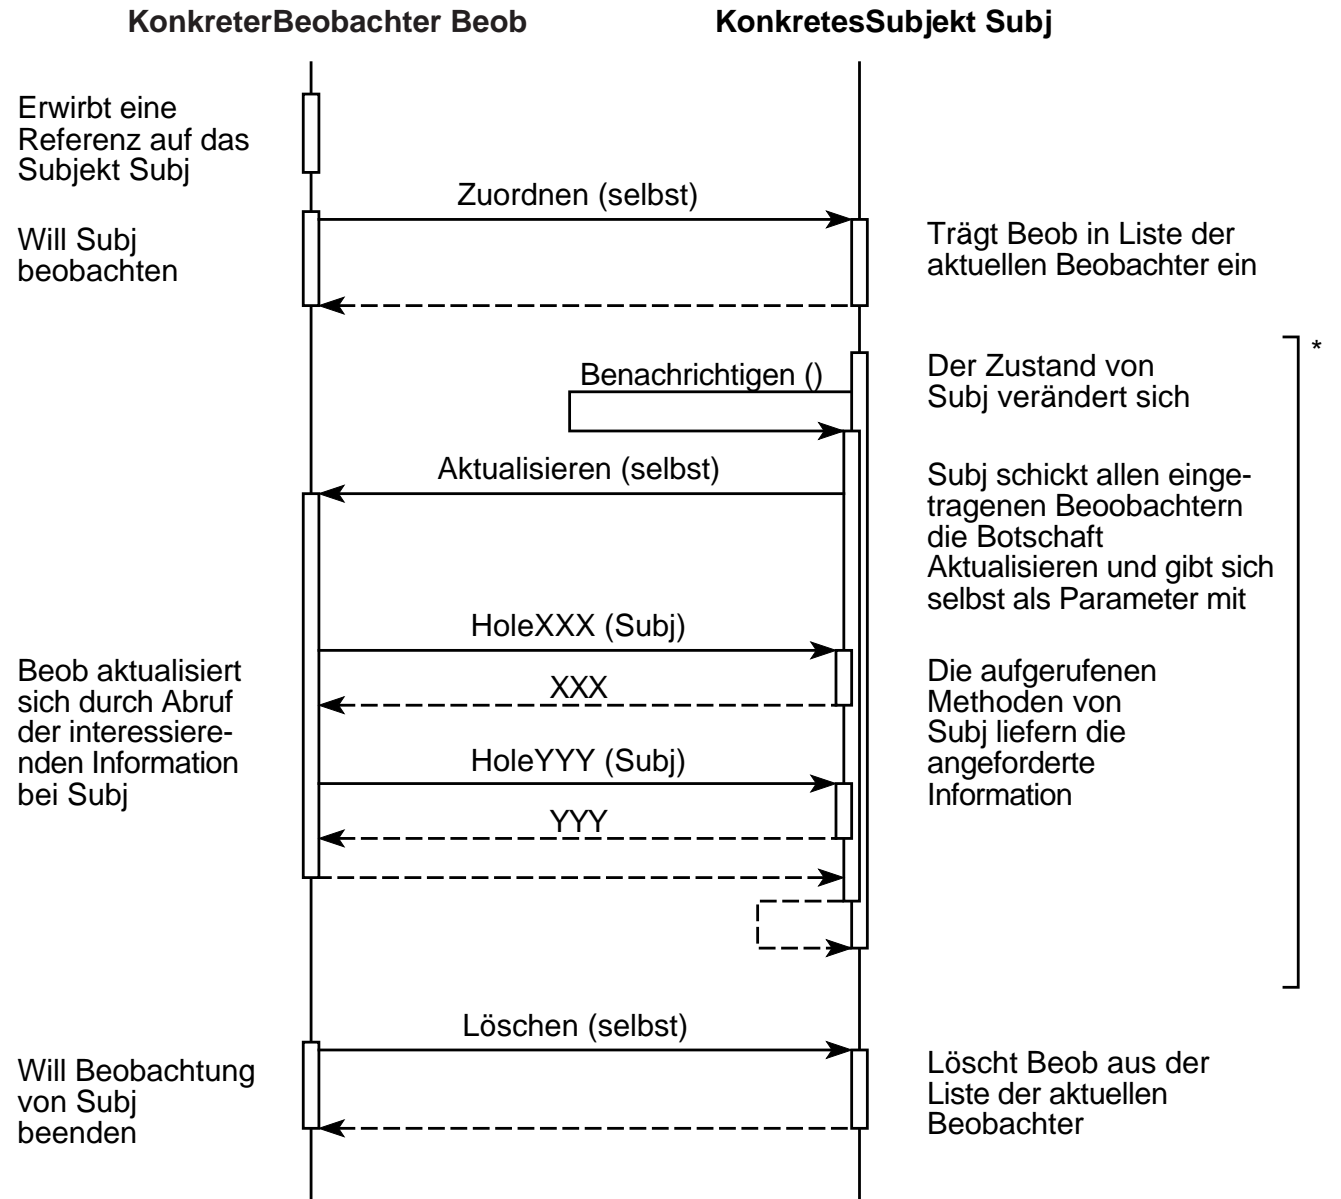 KonkreterBeobachter Beob
KonkretesSubjekt Subj
Erwirbt eine
Referenz auf das
Subjekt Subj
Zuordnen (selbst)
Will Subj
beobachten
Trägt Beob in Liste der
aktuellen Beobachter ein
*
Benachrichtigen ()
Der Zustand von
Subj verändert sich
Aktualisieren (selbst)
Subj schickt allen einge-
tragenen Beoobachtern
die Botschaft
Aktualisieren und gibt sich
selbst als Parameter mit
HoleXXX (Subj)
XXX
HoleYYY (Subj)
YYY
Beob aktualisiert
sich durch Abruf
der interessiere-
nden Information
bei Subj
Die aufgerufenen
Methoden von
Subj liefern die
angeforderte
Information
Löschen (selbst)
Will Beobachtung
von Subj
beenden
Löscht Beob aus der
Liste der aktuellen
Beobachter